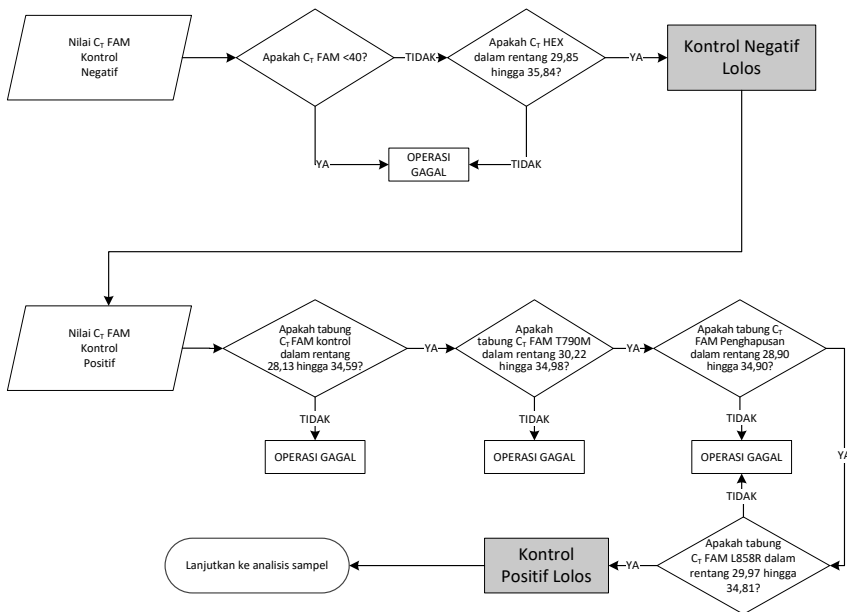 Nilai CT FAM
Kontrol
Negatif
Apakah CT FAM <40?
TIDAK
Apakah CT HEX
dalam rentang 29,85
hingga 35,84?
YA
Kontrol Negatif
Lolos
YA
OPERASI
GAGAL
TIDAK
Nilai CT FAM
Kontrol
Positif
Apakah tabung
CT FAM kontrol
dalam rentang
28,13 hingga 34,59?
YA
Apakah
tabung CT FAM T790M
dalam rentang 30,22
hingga 34,98?
YA
Apakah tabung CT
FAM Penghapusan
dalam rentang 28,90
hingga 34,90?
TIDAK
TIDAK
TIDAK
OPERASI GAGAL
OPERASI GAGAL
OPERASI GAGAL
YA
TIDAK
Apakah tabung
CT FAM L858R dalam
rentang 29,97 hingga
34,81?
YA
Kontrol
Positif Lolos
Lanjutkan ke analisis sampel